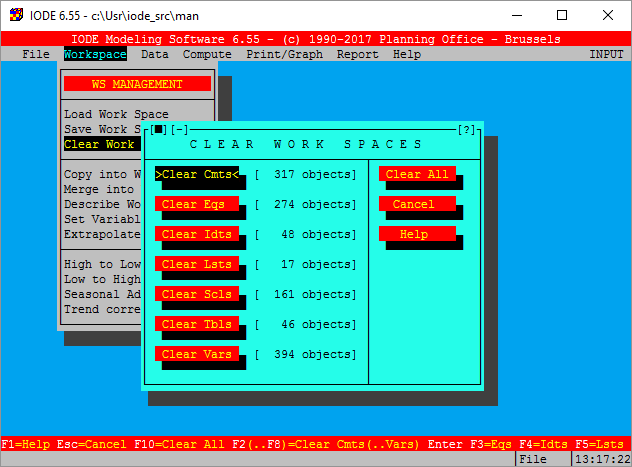 IODE 6.55 - c:\Usr\iode_src\man
IODE Modeling Software 6.55 - (c) 1990-2017 Planning Office - Brussels
File Workspace Data Compute Print/Graph Report Help INPUT
WS MANAGEMENT
Load Work Space
Save Work S
Clear Work
Copy into W
Merge into
Describe Wo
Set Variabl
Extrapolate
High to Low
Low to High
Seasonal Ad
Trend corre
[■][-] [?]
CLEAR WORK SPACES
>Clear Cmts< [ 317 objects] Clear All
Clear Eqs [ 274 objects] Cancel
Clear Idts [ 48 objects] Help
Clear Lsts [ 17 objects]
Clear Scls [ 161 objects]
Clear Tbls [ 46 objects]
Clear Vars [ 394 objects]
F1=Help Esc=Cancel F10=Clear All F2(..F8)=Clear Cmts(..Vars) Enter F3=Eqs F4=Idts F5=Lsts
File 13:17:22